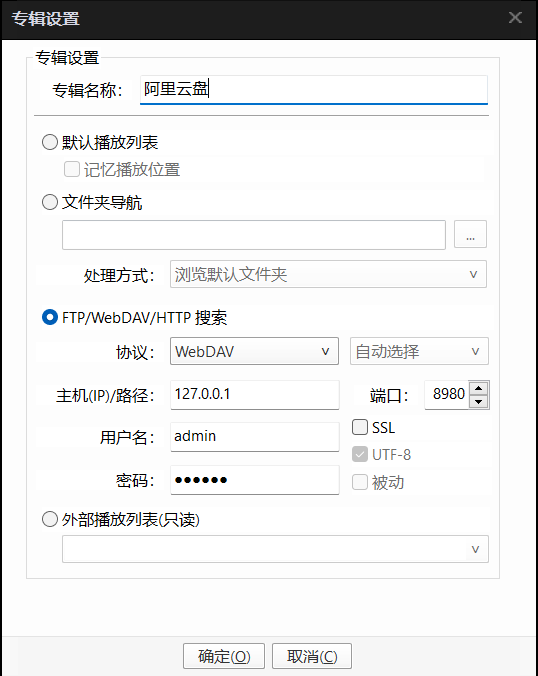 专辑设置
专辑设置
专辑名称： 阿里云盘
默认播放列表
记忆播放位置
文件夹导航
...
处理方式： 浏览默认文件夹
FTP/WebDAV/HTTP 搜索
协议： WebDAV 自动选择
主机(IP)/路径： 127.0.0.1 端口： 8980
用户名： admin SSL
UTF-8
密码： ●●●●●● 被动
外部播放列表(只读)
确定(O) 取消(C)